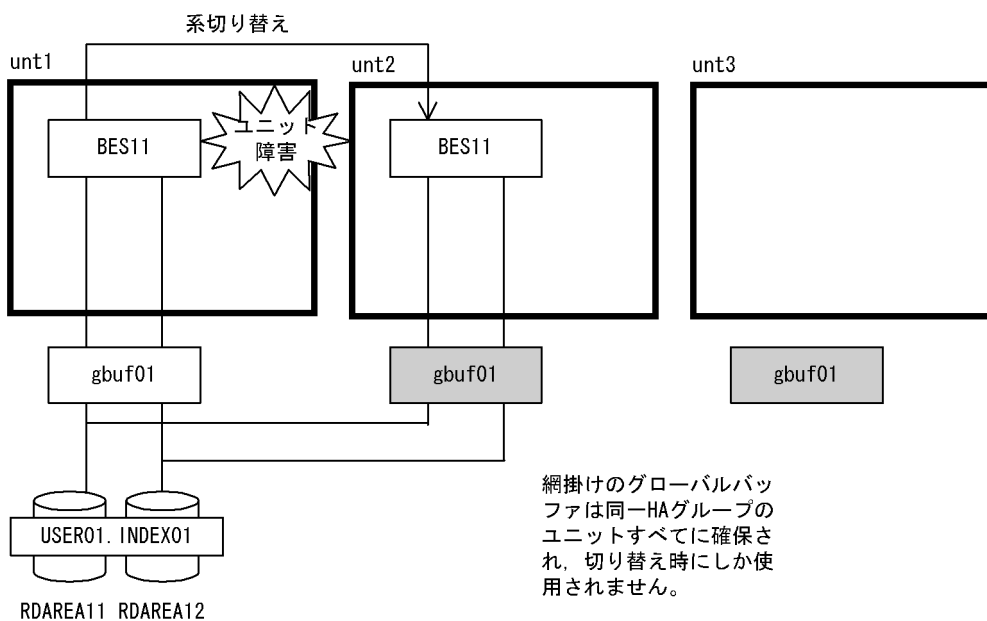 系切り替え
unt1
unt2
unt3
BES11
ユニット
障害
BES11
gbuf01
gbuf01
gbuf01
網掛けのグローバルバッ
ファは同一HAグループの
ユニットすべてに確保さ
れ，切り替え時にしか使
用されません。
USER01.INDEX01
RDAREA11 RDAREA12